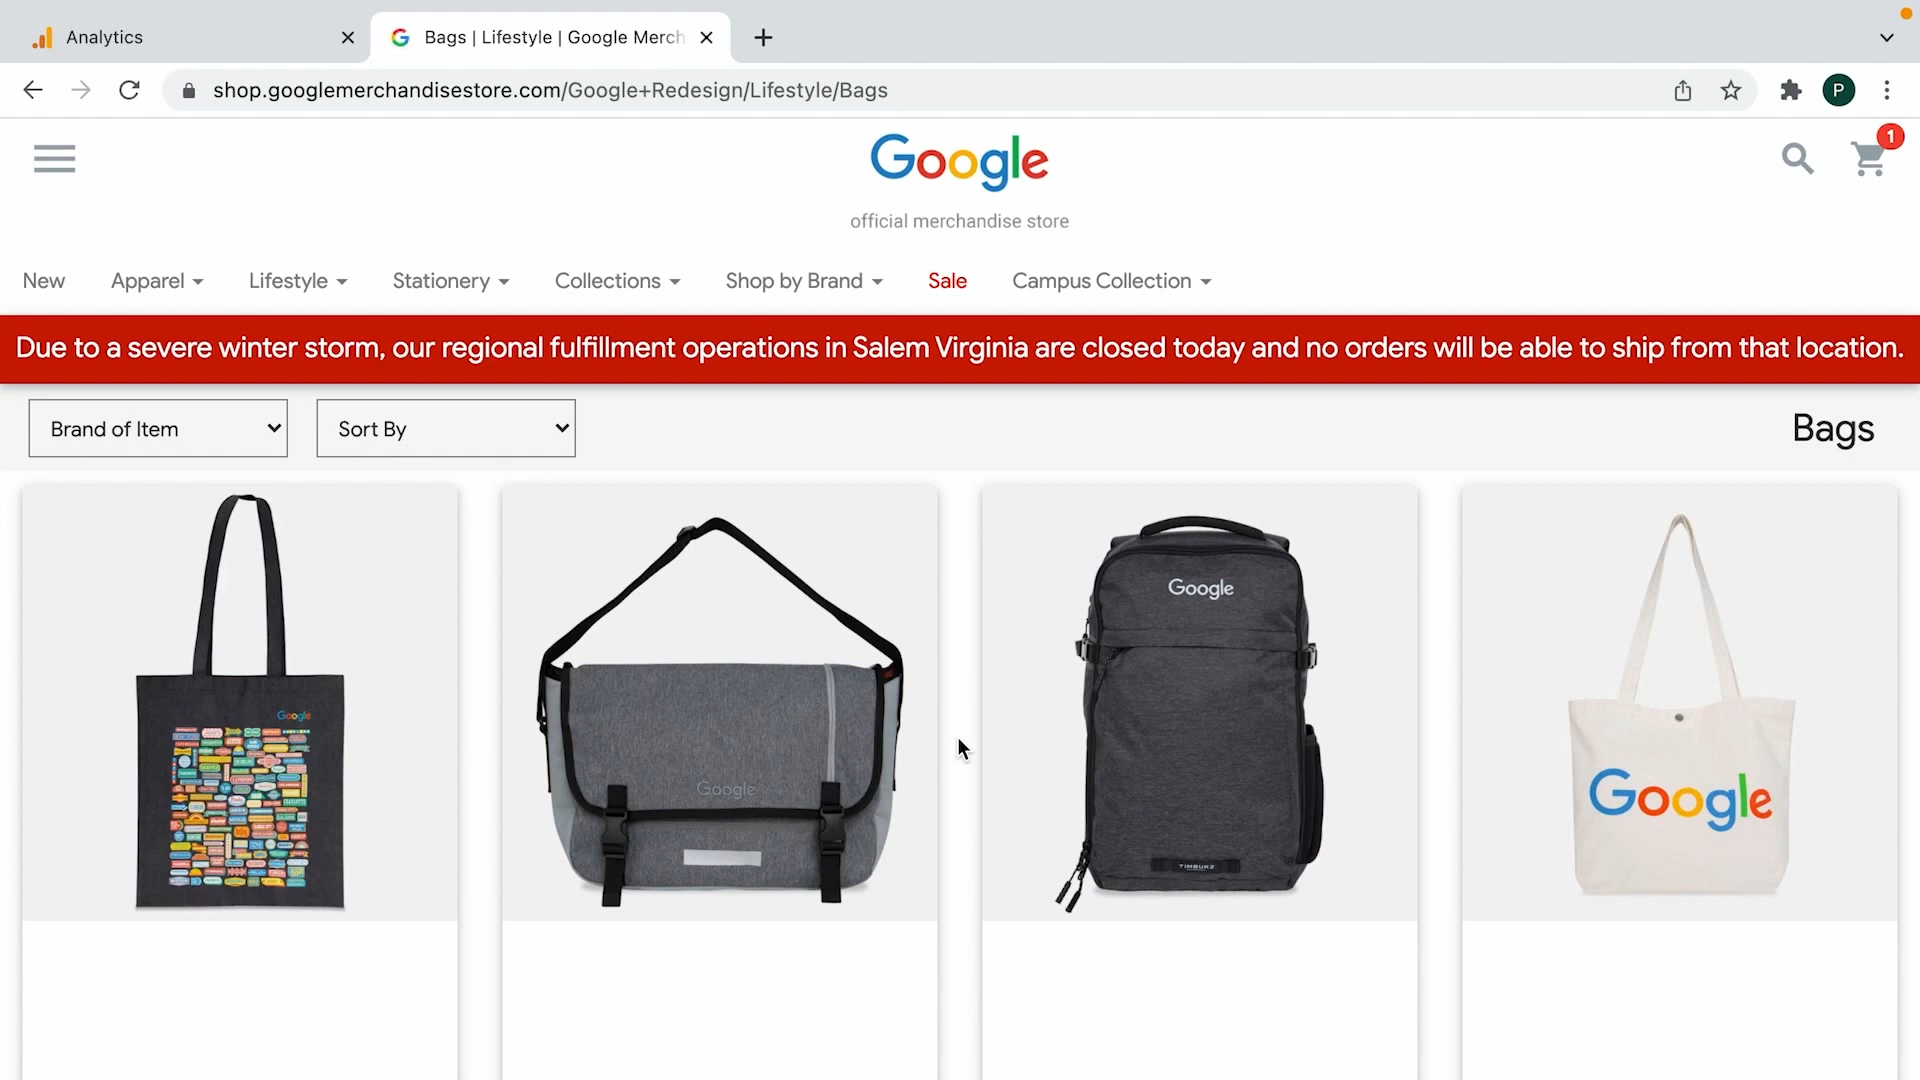 Analytics
Bags | Lifestyle | Google Merch
shop.googlemerchandisestore.com/Google+Redesign/Lifestyle/Bags
P
Google
1
official merchandise store
New Apparel Lifestyle Stationery Collections Shop by Brand Sale Campus Collection
Due to a severe winter storm, our regional fulfillment operations in Salem Virginia are closed today and no orders will be able to ship from that location.
Brand of Item Sort By Bags
Google
Google
Google
TIMBUK2
Google